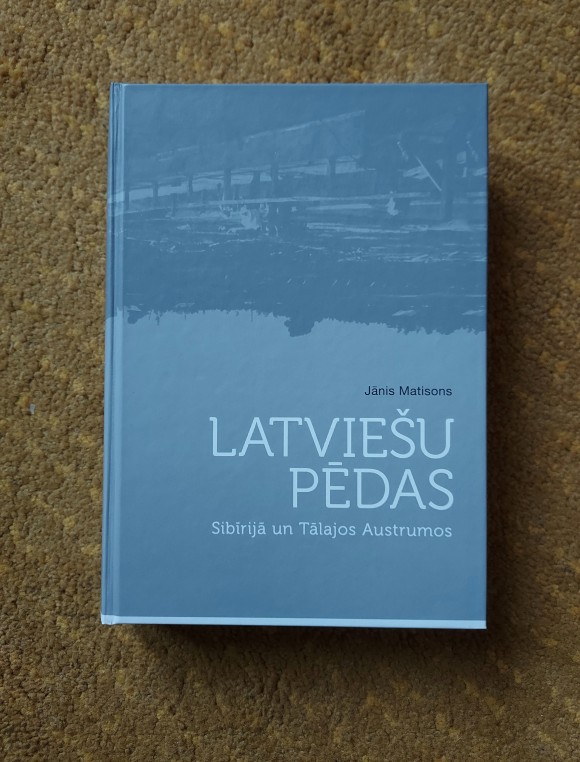 Jānis Matisons
LATVIEŠU
PĒDAS
Sibīrijā un Tālajos Austrumos